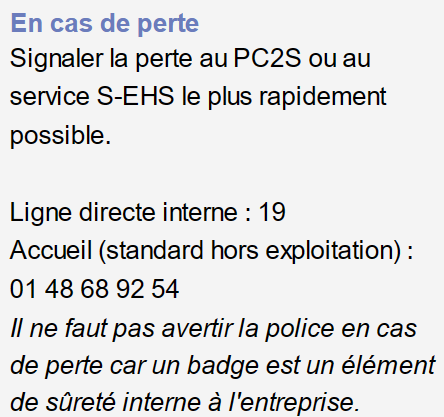 En cas de perte
Signaler la perte au PC2S ou au
service S-EHS le plus rapidement
possible.
Ligne directe interne : 19
Accueil (standard hors exploitation) :
01 48 68 92 54
Il ne faut pas avertir la police en cas
de perte car un badge est un élément
de sûreté interne à l'entreprise.